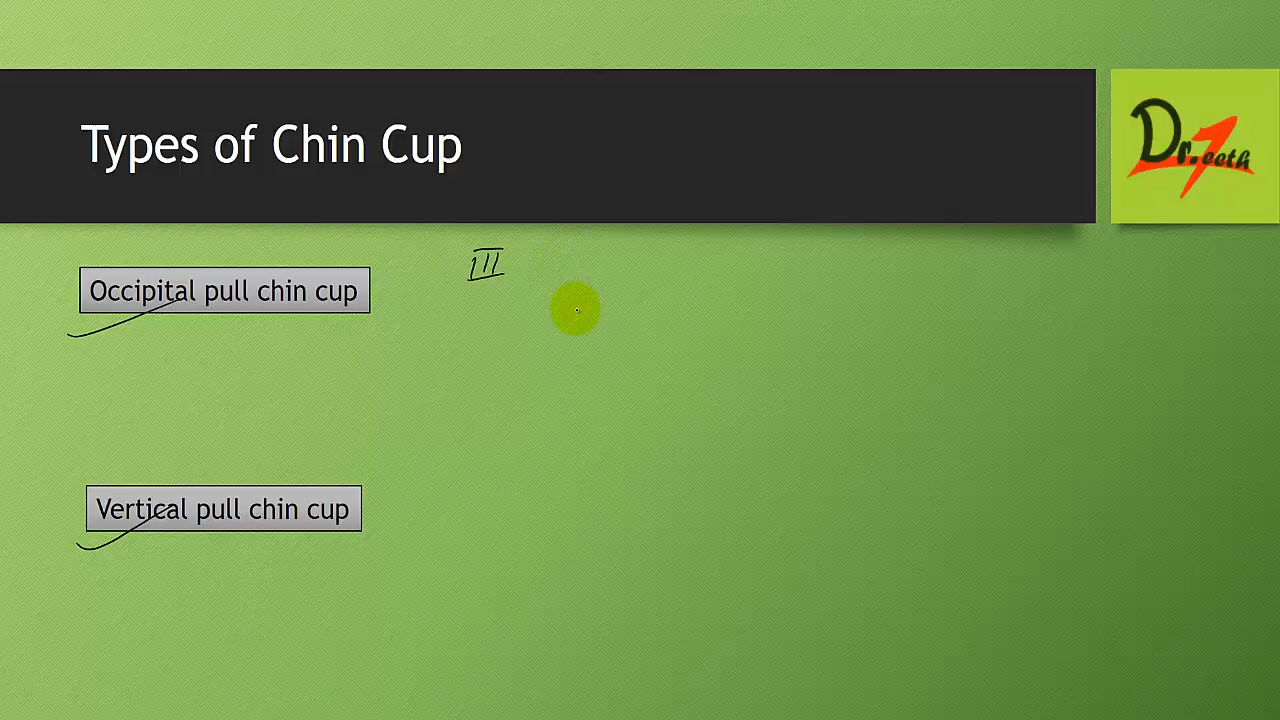 Types of Chin Cup
Dr.Teeth
III
Occipital pull chin cup
Vertical pull chin cup